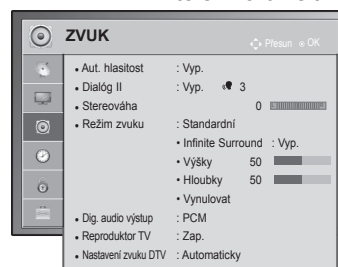 ZVUK
Přesun OK
• Aut. hlasitost : Vyp.
• Dialóg II : Vyp. 3
• Stereováha 0
• Režim zvuku : Standardní
• Infinite Surround : Vyp.
• Výšky 50
• Hloubky 50
• Vynulovat
• Dig. audio výstup : PCM
• Reproduktor TV : Zap.
• Nastavení zvuku DTV : Automaticky